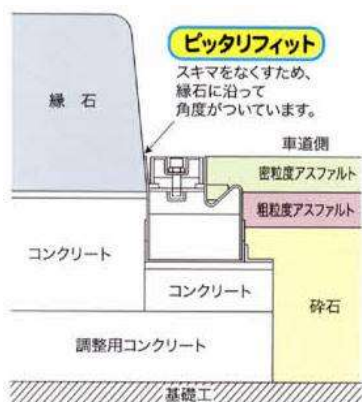 ピッタリフィット
スキマをなくすため、
縁石に沿って
角度がついています。
縁 石
車道側
密粒度アスファルト
粗粒度アスファルト
コンクリート
コンクリート
砕石
調整用コンクリート
基礎工